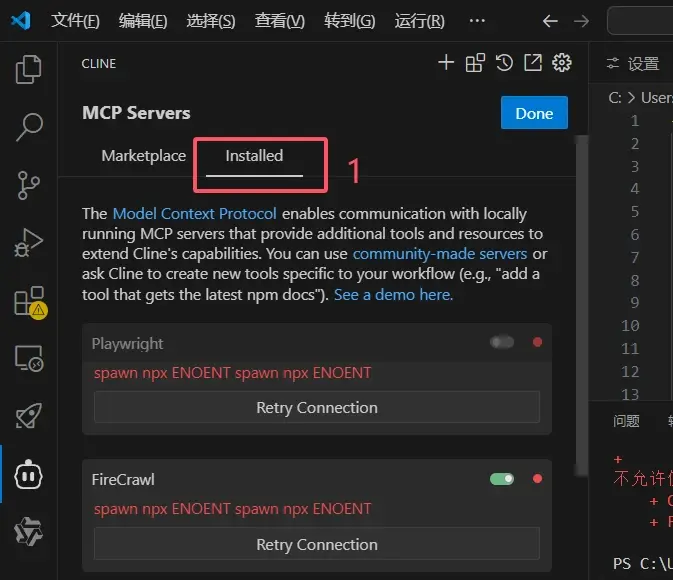 文件(F) 编辑(E) 选择(S) 查看(V) 转到(G) 运行(R) ···
CLINE
设置
MCP Servers
Done
C: > Users
Marketplace
Installed
1
The Model Context Protocol enables communication with locally
running MCP servers that provide additional tools and resources to
extend Cline's capabilities. You can use community-made servers or
ask Cline to create new tools specific to your workflow (e.g., "add a
tool that gets the latest npm docs"). See a demo here.
Playwright
spawn npx ENOENT spawn npx ENOENT
Retry Connection
FireCrawl
spawn npx ENOENT spawn npx ENOENT
Retry Connection
1
2
3
4
5
6
7
8
9
10
11
12
13
问题
+
不允许
+
+
PS C:\